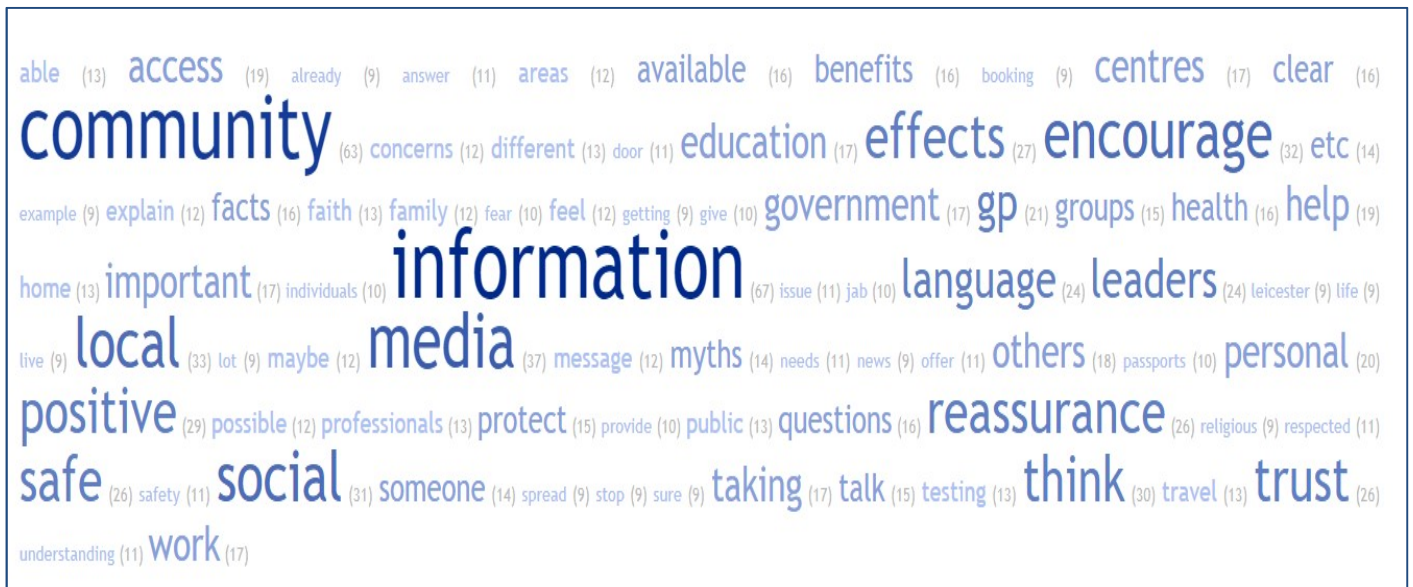 able (13) access (19) already (9) answer (11) areas (12) available (16) benefits (16) booking (9) centres (17) clear (16)
community (63) concerns (12) different (13) door (11) education (17) effects (27) encourage (32) etc (14)
example (9) explain (12) facts (16) faith (13) family (12) fear (10) feel (12) getting (9) give (10) government (17) gp (21) groups (15) health (16) help (19)
home (13) important (17) individuals (10) information (67) issue (11) jab (10) language (24) leaders (24) leicester (9) life (9)
live (9) local (33) lot (9) maybe (12) media (37) message (12) myths (14) needs (11) news (9) offer (11) others (18) passports (10) personal (20)
positive (29) possible (12) professionals (13) protect (15) provide (10) public (13) questions (16) reassurance (26) religious (9) respected (11)
safe (26) safety (11) social (31) someone (14) spread (9) stop (9) sure (9) taking (17) talk (15) testing (13) think (30) travel (13) trust (26)
understanding (11) work (17)